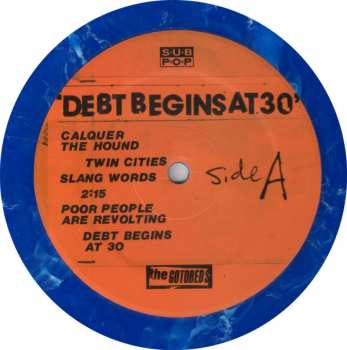 SUB
POP
'DEBT BEGINS AT 30'
CALQUER
THE HOUND
TWIN CITIES
SLANG WORDS
2:15
POOR PEOPLE
ARE REVOLTING
DEBT BEGINS
AT 30
Side A
the GOTOBEDS